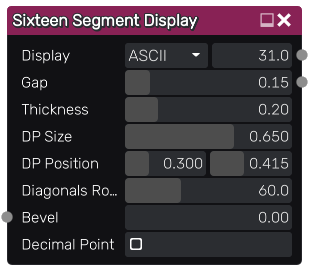 Sixteen Segment Display
Display ASCII 31.0
Gap 0.15
Thickness 0.20
DP Size 0.650
DP Position 0.300 0.415
Diagonals Ro... 60.0
Bevel 0.00
Decimal Point